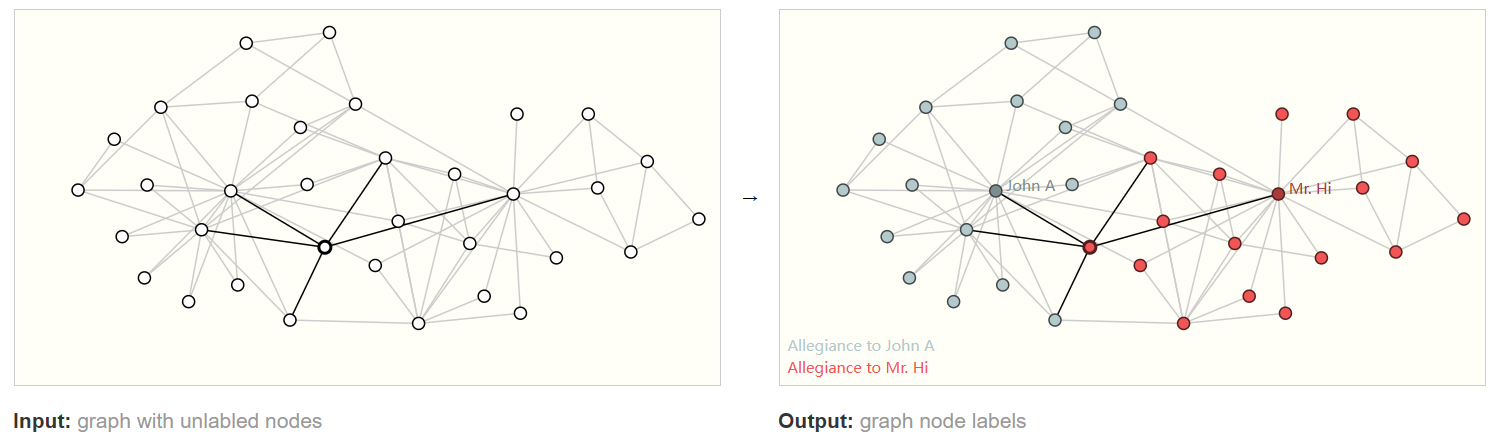 John A
Mr. Hi
→
Allegiance to John A
Allegiance to Mr. Hi
Input: graph with unlabled nodes
Output: graph node labels